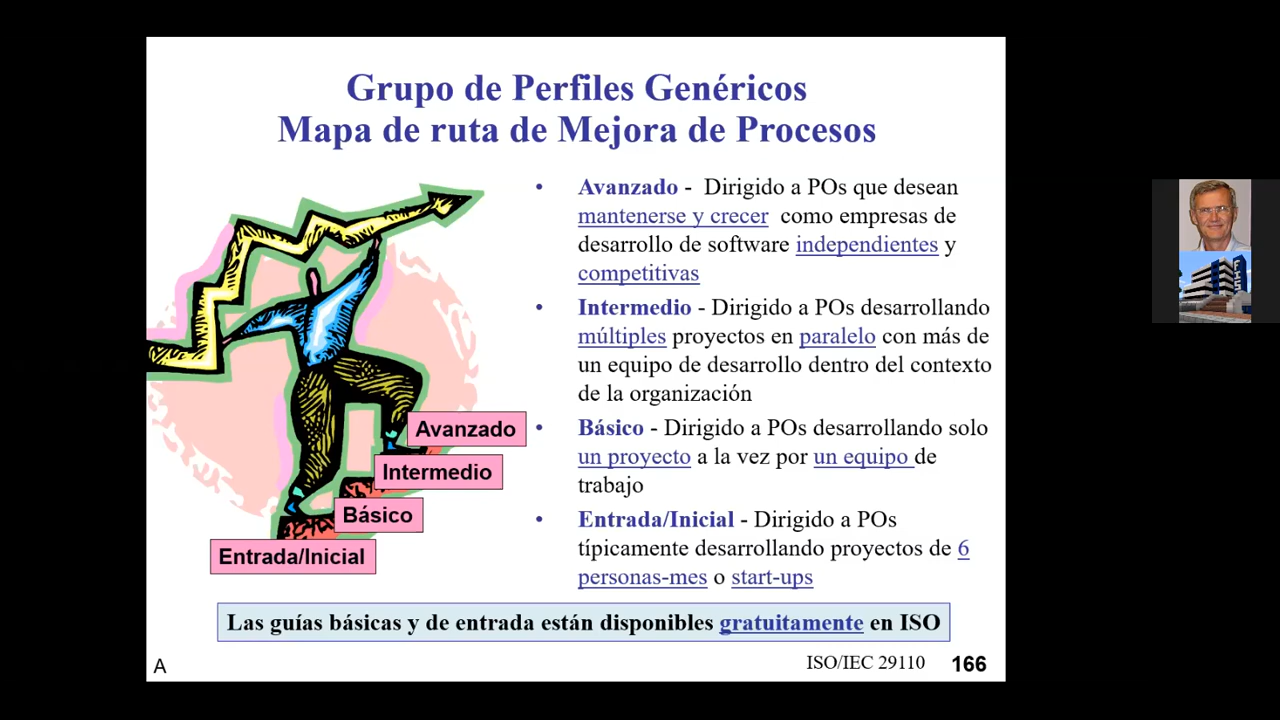 Grupo de Perfiles Genéricos
Mapa de ruta de Mejora de Procesos
• Avanzado - Dirigido a POs que desean
mantenerse y crecer como empresas de
desarrollo de software independientes y
competitivas
• Intermedio - Dirigido a POs desarrollando
múltiples proyectos en paralelo con más de
un equipo de desarrollo dentro del contexto
de la organización
• Básico - Dirigido a POs desarrollando solo
un proyecto a la vez por un equipo de
trabajo
• Entrada/Inicial - Dirigido a POs
típicamente desarrollando proyectos de 6
personas-mes o start-ups
Avanzado
Intermedio
Básico
Entrada/Inicial
Las guías básicas y de entrada están disponibles gratuitamente en ISO
A
ISO/IEC 29110 166